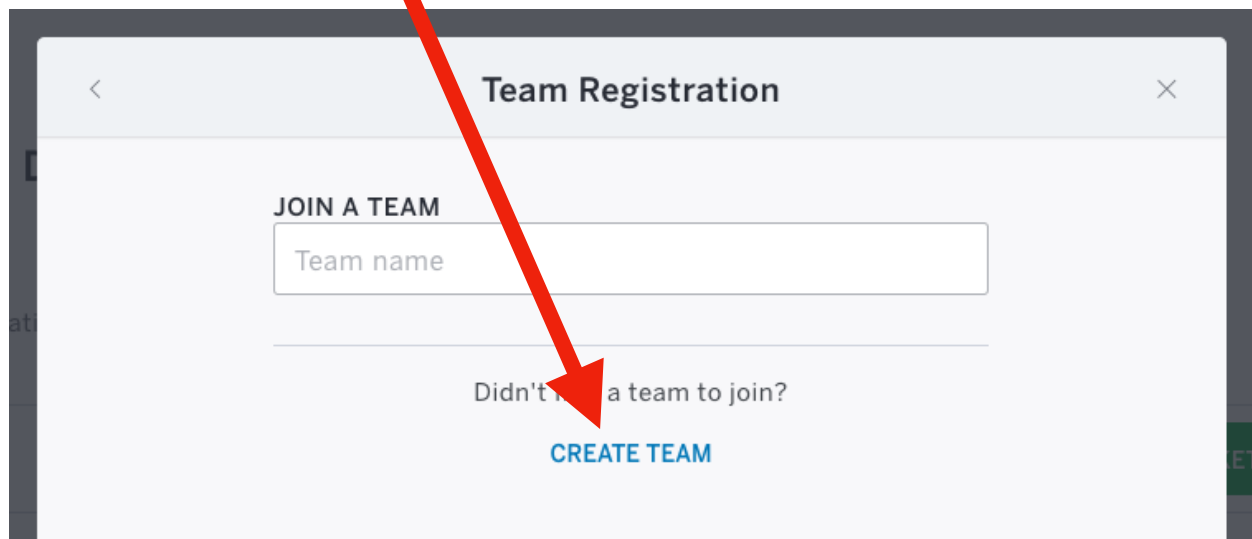 Team Registration
JOIN A TEAM
Team name
Didn't a team to join?
CREATE TEAM